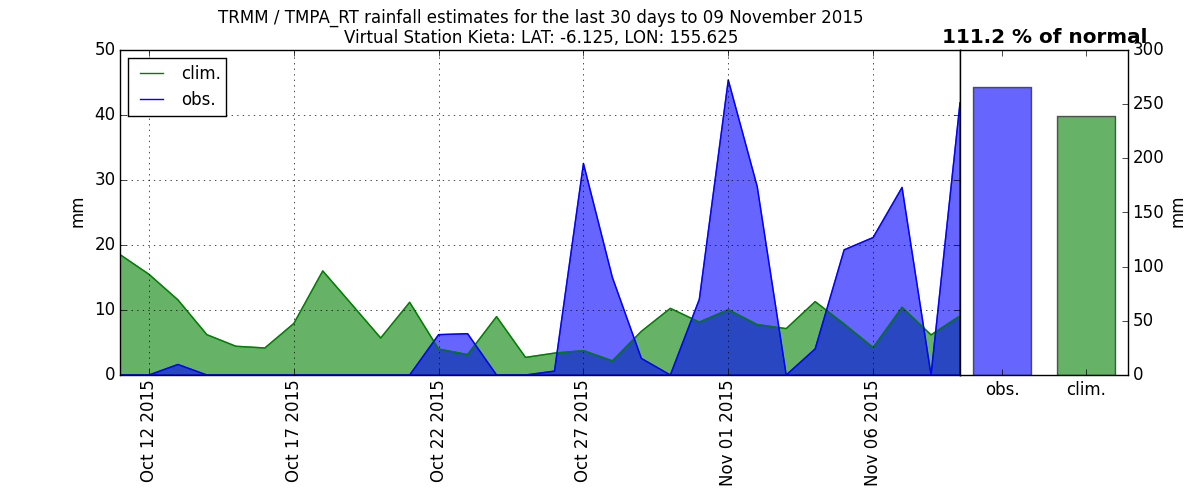 TRMM / TMPA_RT rainfall estimates for the last 30 days to 09 November 2015
Virtual Station Kieta: LAT: -6.125, LON: 155.625
111.2 % of normal
clim.
obs.
50
40
30
20
10
0
mm
Oct 12 2015
Oct 17 2015
Oct 22 2015
Oct 27 2015
Nov 01 2015
Nov 06 2015
300
250
200
150
100
50
0
mm
obs.
clim.